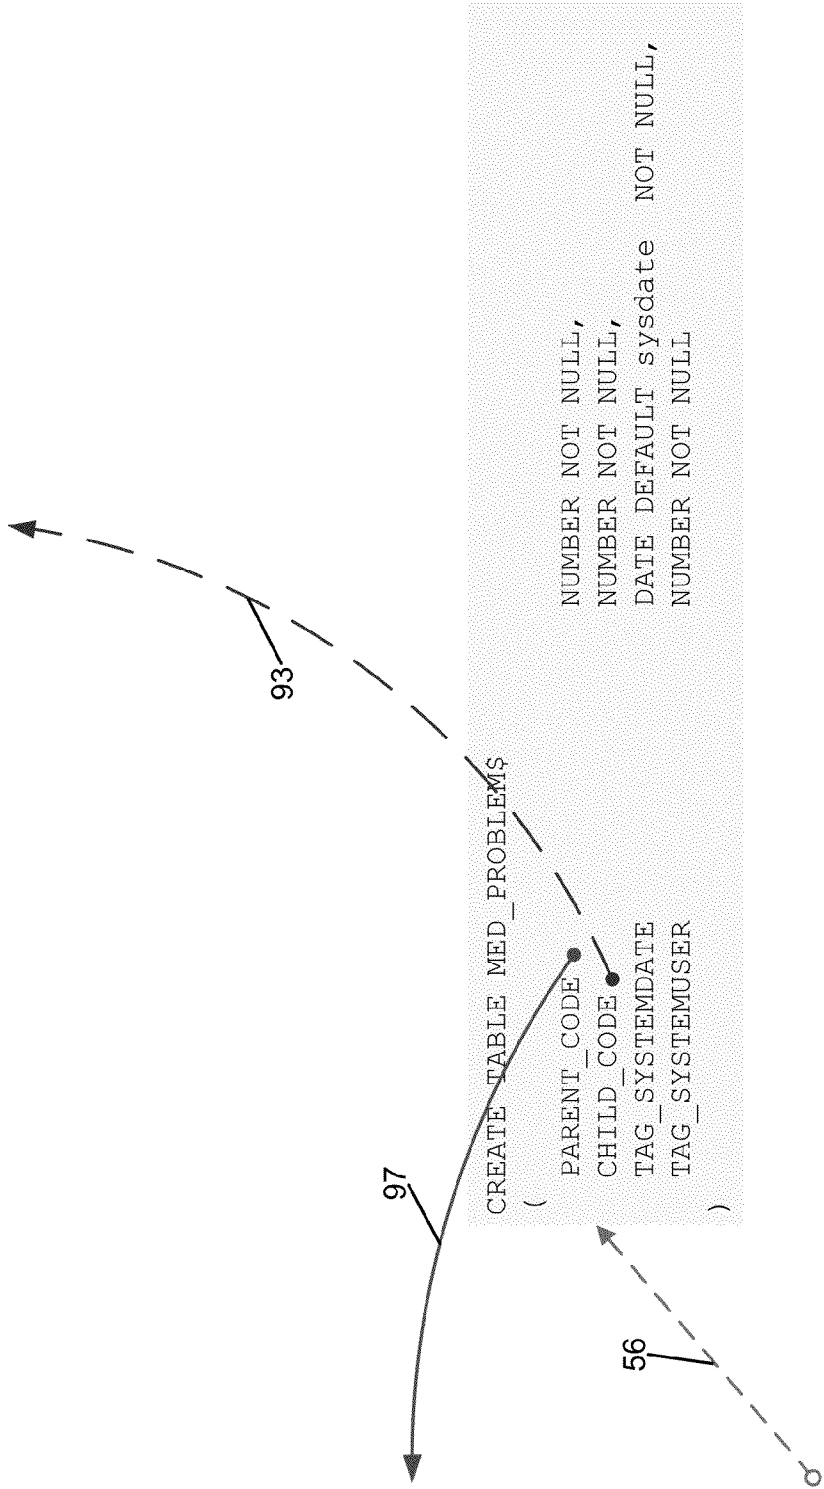 CREATE TABLE MED_PROBLEMS
(
PARENT_CODE NUMBER NOT NULL,
CHILD_CODE NUMBER NOT NULL,
TAG_SYSTEMDATE DATE DEFAULT sysdate NOT NULL,
TAG_SYSTEMUSER NUMBER NOT NULL
)
93
97
56